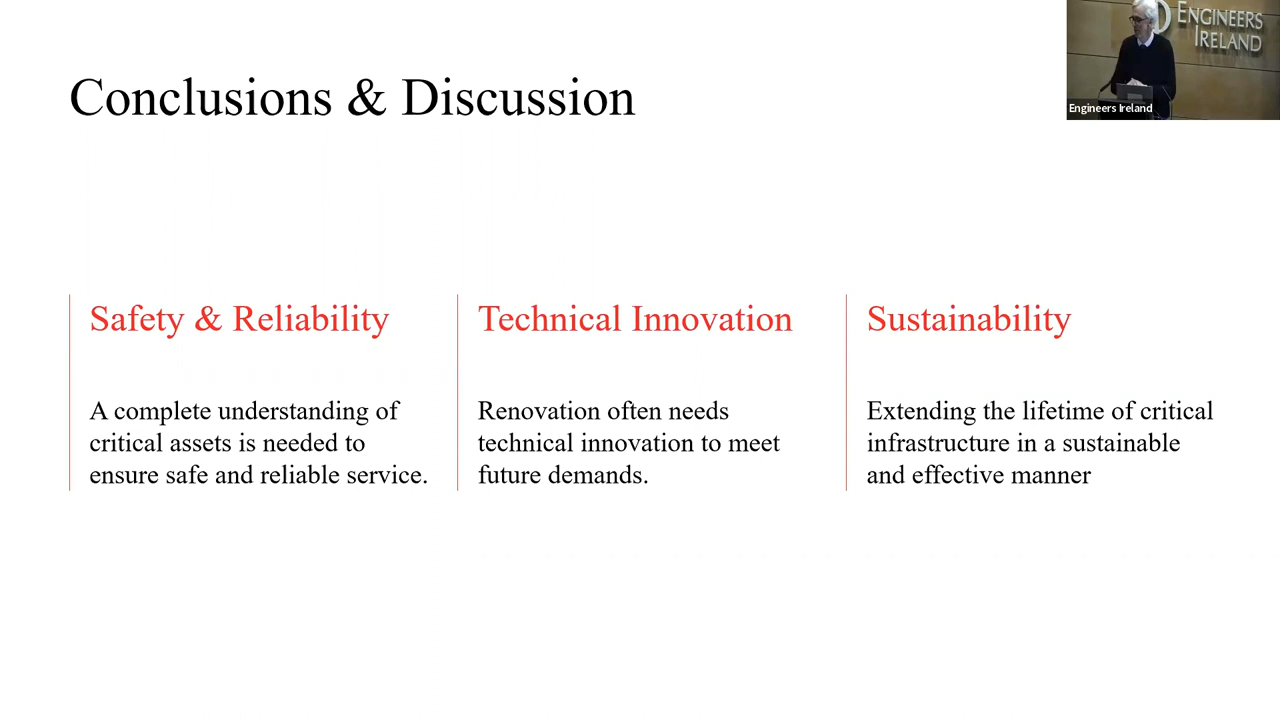 Conclusions & Discussion
ENGINEERS
IRELAND
Engineers Ireland
Safety & Reliability
A complete understanding of
critical assets is needed to
ensure safe and reliable service.
Technical Innovation
Renovation often needs
technical innovation to meet
future demands.
Sustainability
Extending the lifetime of critical
infrastructure in a sustainable
and effective manner